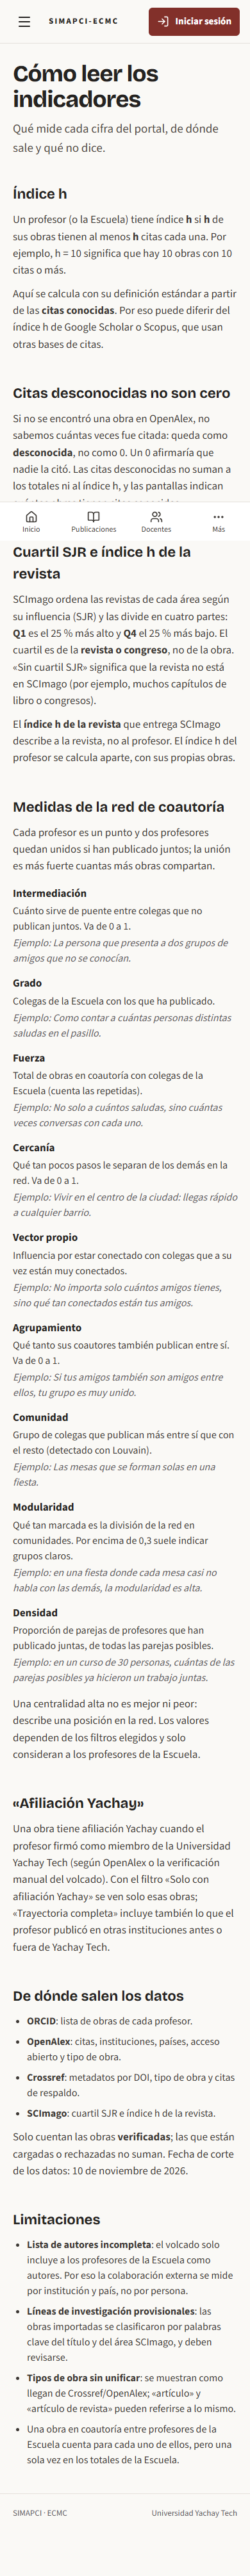 SIMAPCI-ECMC
Iniciar sesión
Cómo leer los
indicadores
Qué mide cada cifra del portal, de dónde
sale y qué no dice.
Índice h
Un profesor (o la Escuela) tiene índice h si h de
sus obras tienen al menos h citas cada una. Por
ejemplo, h = 10 significa que hay 10 obras con 10
citas o más.
Aquí se calcula con su definición estándar a partir
de las citas conocidas. Por eso puede diferir del
índice h de Google Scholar o Scopus, que usan
otras bases de citas.
Citas desconocidas no son cero
Si no se encontró una obra en OpenAlex, no
sabemos cuántas veces fue citada: queda como
desconocida, no como 0. Un 0 afirmaría que
nadie la citó. Las citas desconocidas no suman a
los totales ni al índice h, y las pantallas indican
Inicio
Publicaciones
Docentes
Más
Cuartil SJR e índice h de la
revista
SCImago ordena las revistas de cada área según
su influencia (SJR) y las divide en cuatro partes:
Q1 es el 25 % más alto y Q4 el 25 % más bajo. El
cuartil es de la revista o congreso, no de la obra.
«Sin cuartil SJR» significa que la revista no está
en SCImago (por ejemplo, muchos capítulos de
libro o congresos).
El índice h de la revista que entrega SCImago
describe a la revista, no al profesor. El índice h del
profesor se calcula aparte, con sus propias obras.
Medidas de la red de coautoría
Cada profesor es un punto y dos profesores
quedan unidos si han publicado juntos; la unión
es más fuerte cuantas más obras compartan.
Intermediación
Cuánto sirve de puente entre colegas que no
publican juntos. Va de 0 a 1.
Ejemplo: La persona que presenta a dos grupos de
amigos que no se conocían.
Grado
Colegas de la Escuela con los que ha publicado.
Ejemplo: Como contar a cuántas personas distintas
saludas en el pasillo.
Fuerza
Total de obras en coautoría con colegas de la
Escuela (cuenta las repetidas).
Ejemplo: No solo a cuántos saludas, sino cuántas
veces conversas con cada uno.
Cercanía
Qué tan pocos pasos le separan de los demás en la
red. Va de 0 a 1.
Ejemplo: Vivir en el centro de la ciudad: llegas rápido
a cualquier barrio.
Vector propio
Influencia por estar conectado con colegas que a su
vez están muy conectados.
Ejemplo: No importa solo cuántos amigos tienes,
sino qué tan conectados están tus amigos.
Agrupamiento
Qué tanto sus coautores también publican entre sí.
Va de 0 a 1.
Ejemplo: Si tus amigos también son amigos entre
ellos, tu grupo es muy unido.
Comunidad
Grupo de colegas que publican más entre sí que con
el resto (detectado con Louvain).
Ejemplo: Las mesas que se forman solas en una
fiesta.
Modularidad
Qué tan marcada es la división de la red en
comunidades. Por encima de 0,3 suele indicar
grupos claros.
Ejemplo: en una fiesta donde cada mesa casi no
habla con las demás, la modularidad es alta.
Densidad
Proporción de parejas de profesores que han
publicado juntas, de todas las parejas posibles.
Ejemplo: en un curso de 30 personas, cuántas de las
parejas posibles ya hicieron un trabajo juntas.
Una centralidad alta no es mejor ni peor:
describe una posición en la red. Los valores
dependen de los filtros elegidos y solo
consideran a los profesores de la Escuela.
«Afiliación Yachay»
Una obra tiene afiliación Yachay cuando el
profesor firmó como miembro de la Universidad
Yachay Tech (según OpenAlex o la verificación
manual del volcado). Con el filtro «Solo con
afiliación Yachay» se ven solo esas obras;
«Trayectoria completa» incluye también lo que el
profesor publicó en otras instituciones antes o
fuera de Yachay Tech.
De dónde salen los datos
• ORCID: lista de obras de cada profesor.
• OpenAlex: citas, instituciones, países, acceso
abierto y tipo de obra.
• Crossref: metadatos por DOI, tipo de obra y citas
de respaldo.
• SCImago: cuartil SJR e índice h de la revista.
Solo cuentan las obras verificadas; las que están
cargadas o rechazadas no suman. Fecha de corte
de los datos: 10 de noviembre de 2026.
Limitaciones
• Lista de autores incompleta: el volcado solo
incluye a los profesores de la Escuela como
autores. Por eso la colaboración externa se mide
por institución y país, no por persona.
• Líneas de investigación provisionales: las
obras importadas se clasificaron por palabras
clave del título y del área SCImago, y deben
revisarse.
• Tipos de obra sin unificar: se muestran como
llegan de Crossref/OpenAlex; «artículo» y
«artículo de revista» pueden referirse a lo mismo.
• Una obra en coautoría entre profesores de la
Escuela cuenta para cada uno de ellos, pero una
sola vez en los totales de la Escuela.
SIMAPCI · ECMC
Universidad Yachay Tech